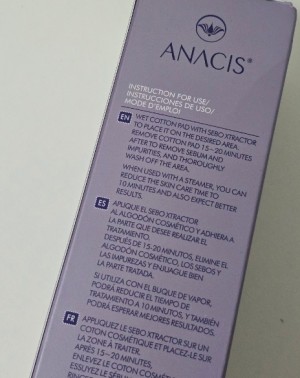 ANACIS®
INSTRUCTION FOR USE/
INSTRUCCIONES DE USO/
MODE D'EMPLOI
EN WET COTTON PAD WITH SEBO XTRACTOR
TO PLACE IT ON THE DESIRED AREA.
REMOVE COTTON PAD 15~20 MINUTES
AFTER TO REMOVE SEBUM AND
IMPURITIES, AND THOROUGHLY
WASH OFF THE AREA.
WHEN USED WITH A STEAMER, YOU CAN
REDUCE THE SKIN CARE TIME TO
10 MINUTES AND ALSO EXPECT BETTER
RESULTS.
ES APLIQUE EL SEBO XTRACTOR
AL ALGODÓN COSMÉTICO Y ADHIERA A
LA PARTE QUE DESEE REALIZAR EL
TRATAMIENTO.
DESPUÉS DE 15-20 MINUTOS, ELIMINE EL
ALGODÓN COSMÉTICO, LOS SEBOS Y
LAS IMPUREZAS Y ENJUAGUE BIEN
LA PARTE TRATADA.
SI UTILIZA CON EL BUQUE DE VAPOR,
PODRÁ REDUCIR EL TIEMPO DE
TRATAMIENTO A 10 MINUTOS, Y TAMBIÉN
PODRÁ ESPERAR MEJORES RESULTADOS.
FR APPLIQUEZ LE SEBO XTRACTOR SUR UN
COTON COSMÉTIQUE ET PLACEZ-LE SUR
LA ZONE À TRAITER.
APRÈS 15~20 MINUTES,
ENLEVEZ LE COTON COSMÉTIQUE ET